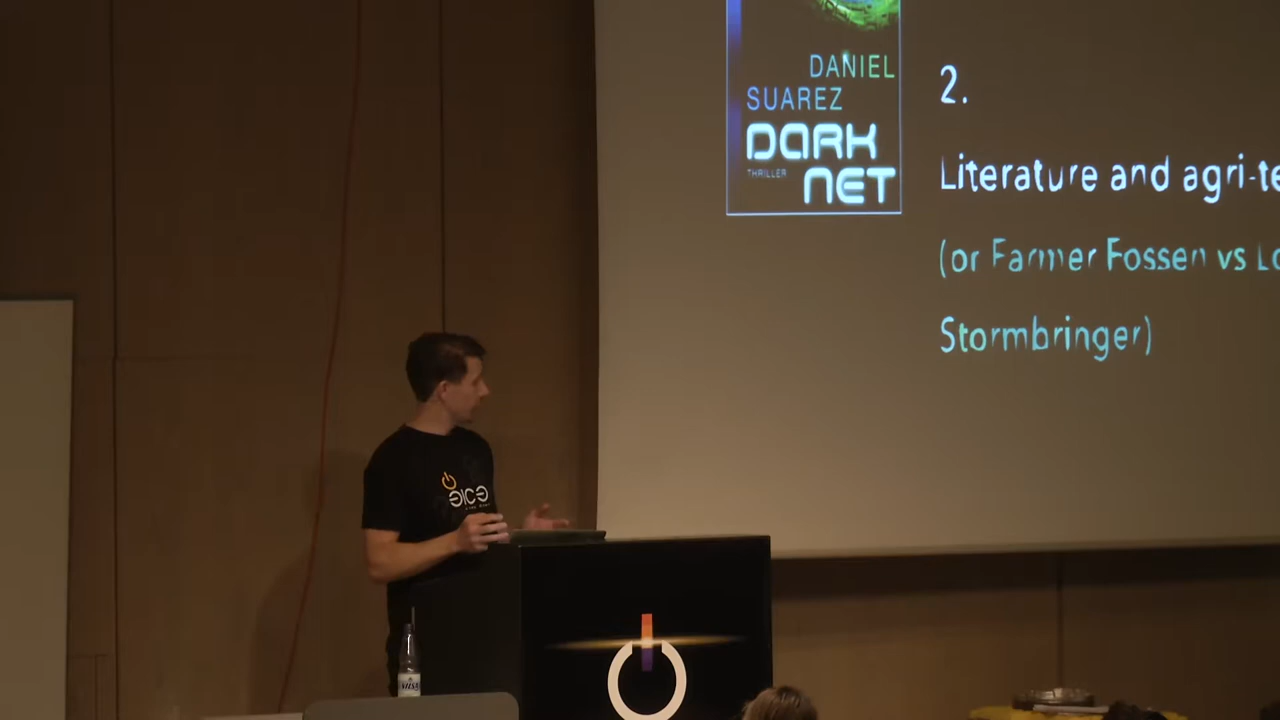 DANIEL
SUAREZ
DARK
THRILLER
NET
2.
Literature and agri-te
(or Farmer Fossen vs Lo
Stormbringer)